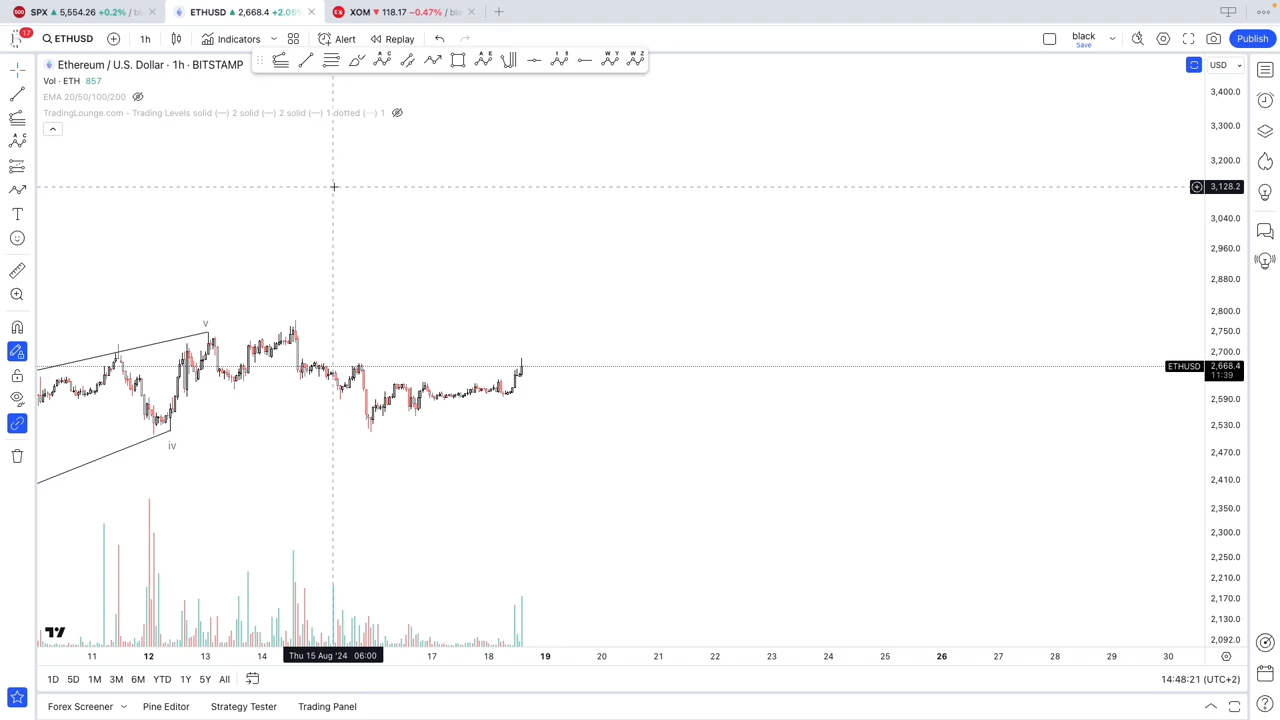 SPX 5,554.26 +0.2% / bl
ETHUSD 2,668.4 +2.05%
XOM 118.17 −0.47% / bla
17
ETHUSD 1h Indicators Alert Replay black Save Publish
Ethereum / U.S. Dollar · 1h · BITSTAMP
USD
Vol · ETH 857
EMA 20/50/100/200
TradingLounge.com - Trading Levels solid (—) 2 solid (—) 2 solid (—) 1 dotted (····) 1
3,400.0
3,300.0
3,200.0
3,128.2
3,040.0
2,960.0
2,880.0
2,800.0
2,750.0
2,700.0
ETHUSD 2,668.4
11:39
2,590.0
2,530.0
2,470.0
2,410.0
2,350.0
2,300.0
2,250.0
2,210.0
2,170.0
2,130.0
2,092.0
v
iv
12 13 14 Thu 15 Aug '24 06:00 17 18 19 20 21 22 23 24 25 26 27 28 29 30
1D 5D 1M 3M 6M YTD 1Y 5Y All
14:48:21 (UTC+2)
Forex Screener Pine Editor Strategy Tester Trading Panel